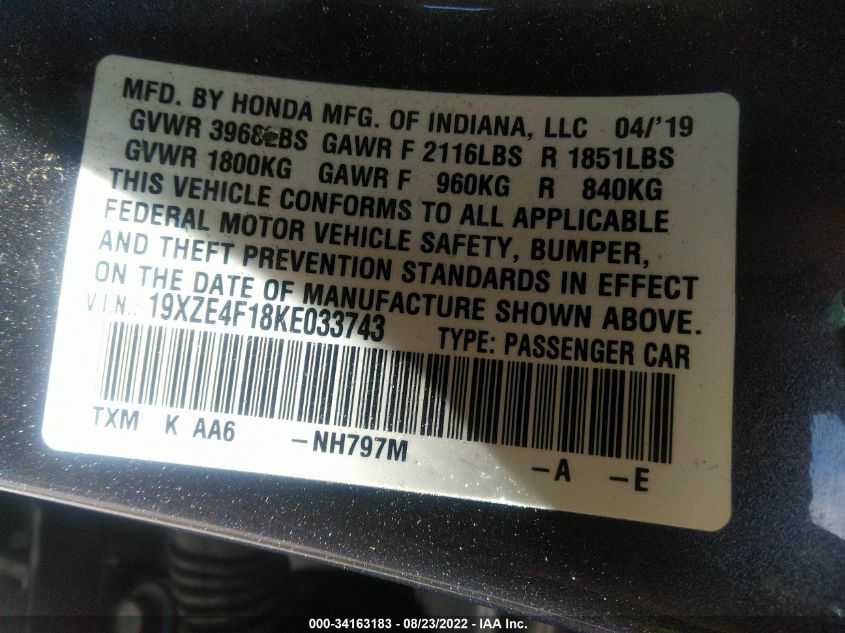 MFD. BY HONDA MFG. OF INDIANA, LLC 04/'19
GVWR 3968LBS GAWR F 2116LBS R 1851LBS
GVWR 1800KG GAWR F 960KG R 840KG
THIS VEHICLE CONFORMS TO ALL APPLICABLE
FEDERAL MOTOR VEHICLE SAFETY, BUMPER,
AND THEFT PREVENTION STANDARDS IN EFFECT
ON THE DATE OF MANUFACTURE SHOWN ABOVE.
V.I.N.: 19XZE4F18KE033743 TYPE: PASSENGER CAR
TXM K AA6 –NH797M –A –E
000-34163183 - 08/23/2022 - IAA Inc.